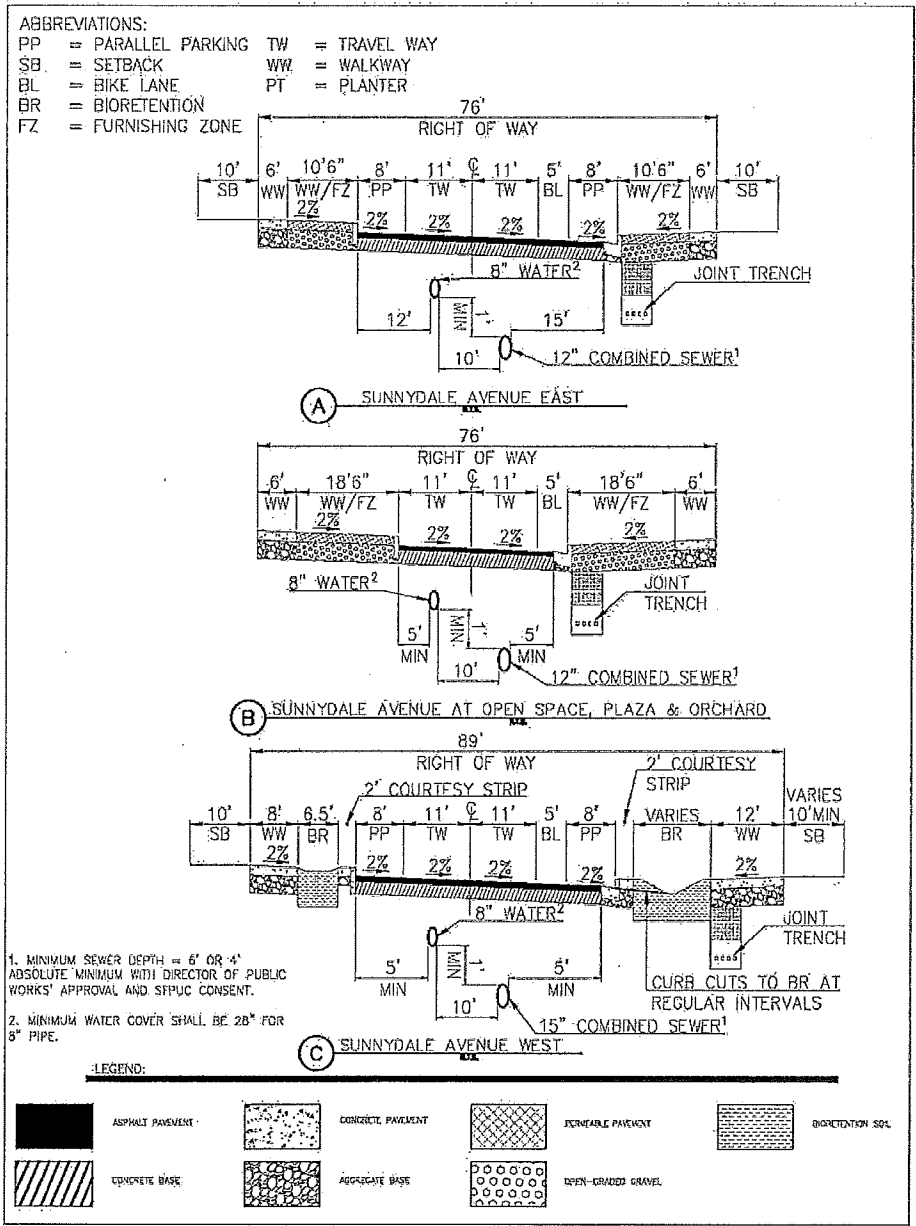 ABBREVIATIONS:
PP = PARALLEL PARKING TW = TRAVEL WAY
SB = SETBACK WW = WALKWAY
BL = BIKE LANE PT = PLANTER
BR = BIORETENTION
FZ = FURNISHING ZONE
76'
RIGHT OF WAY
10' 6' 10'6" 8' 11' ℄ 11' 5' 8' 10'6" 6' 10'
SB WW WW/FZ PP TW TW BL PP WW/FZ WW SB
2% 2% 2% 2% 2% 2%
8" WATER²
JOINT TRENCH
12' 1' MIN 15'
10' 12" COMBINED SEWER¹
A SUNNYDALE AVENUE EAST
N.T.S.
76'
RIGHT OF WAY
6' 18'6" 11' ℄ 11' 5' 18'6" 6'
WW WW/FZ TW TW BL WW/FZ WW
2% 2% 2% 2%
8" WATER²
JOINT
TRENCH
5' 1' MIN. 5'
MIN MIN
10' 12" COMBINED SEWER¹
B SUNNYDALE AVENUE AT OPEN SPACE, PLAZA & ORCHARD
N.T.S.
89'
RIGHT OF WAY
2' COURTESY
STRIP
2' COURTESY STRIP
10' 8' 6.5' 8' 11' ℄ 11' 5' 8' VARIES 12' VARIES 10'MIN
SB WW BR PP TW TW BL PP BR WW SB
2% 2% 2% 2% 2% 2%
8" WATER²
JOINT
TRENCH
5' 1' MIN 5'
MIN MIN
CURB CUTS TO BR AT
REGULAR INTERVALS
10' 15" COMBINED SEWER¹
C SUNNYDALE AVENUE WEST
N.T.S.
1. MINIMUM SEWER DEPTH = 6' OR 4'
ABSOLUTE MINIMUM WITH DIRECTOR OF PUBLIC
WORKS' APPROVAL AND SFPUC CONSENT.
2. MINIMUM WATER COVER SHALL BE 28" FOR
8" PIPE.
LEGEND:
ASPHALT PAVEMENT CONCRETE PAVEMENT PERMEABLE PAVEMENT BIORETENTION SOIL
CONCRETE BASE AGGREGATE BASE OPEN-GRADED GRAVEL